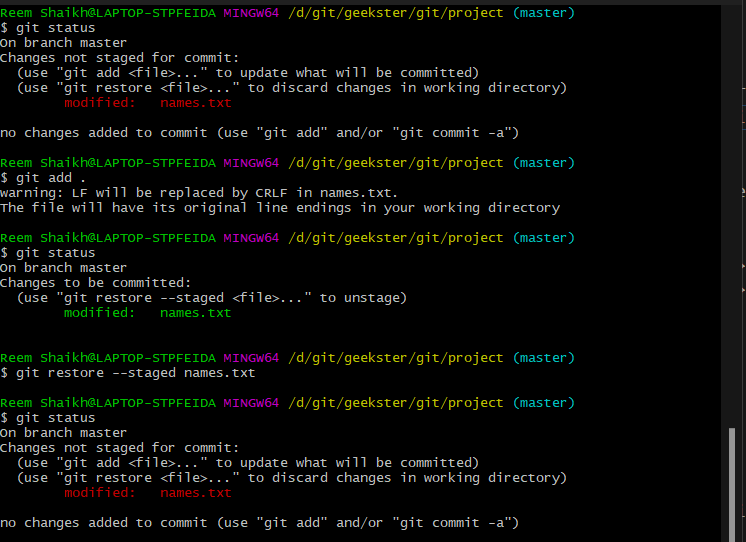 Reem Shaikh@LAPTOP-STPFEIDA MINGW64 /d/git/geekster/git/project (master)
$ git status
On branch master
Changes not staged for commit:
  (use "git add <file>..." to update what will be committed)
  (use "git restore <file>..." to discard changes in working directory)
        modified:   names.txt

no changes added to commit (use "git add" and/or "git commit -a")

Reem Shaikh@LAPTOP-STPFEIDA MINGW64 /d/git/geekster/git/project (master)
$ git add .
warning: LF will be replaced by CRLF in names.txt.
The file will have its original line endings in your working directory

Reem Shaikh@LAPTOP-STPFEIDA MINGW64 /d/git/geekster/git/project (master)
$ git status
On branch master
Changes to be committed:
  (use "git restore --staged <file>..." to unstage)
        modified:   names.txt


Reem Shaikh@LAPTOP-STPFEIDA MINGW64 /d/git/geekster/git/project (master)
$ git restore --staged names.txt

Reem Shaikh@LAPTOP-STPFEIDA MINGW64 /d/git/geekster/git/project (master)
$ git status
On branch master
Changes not staged for commit:
  (use "git add <file>..." to update what will be committed)
  (use "git restore <file>..." to discard changes in working directory)
        modified:   names.txt

no changes added to commit (use "git add" and/or "git commit -a")